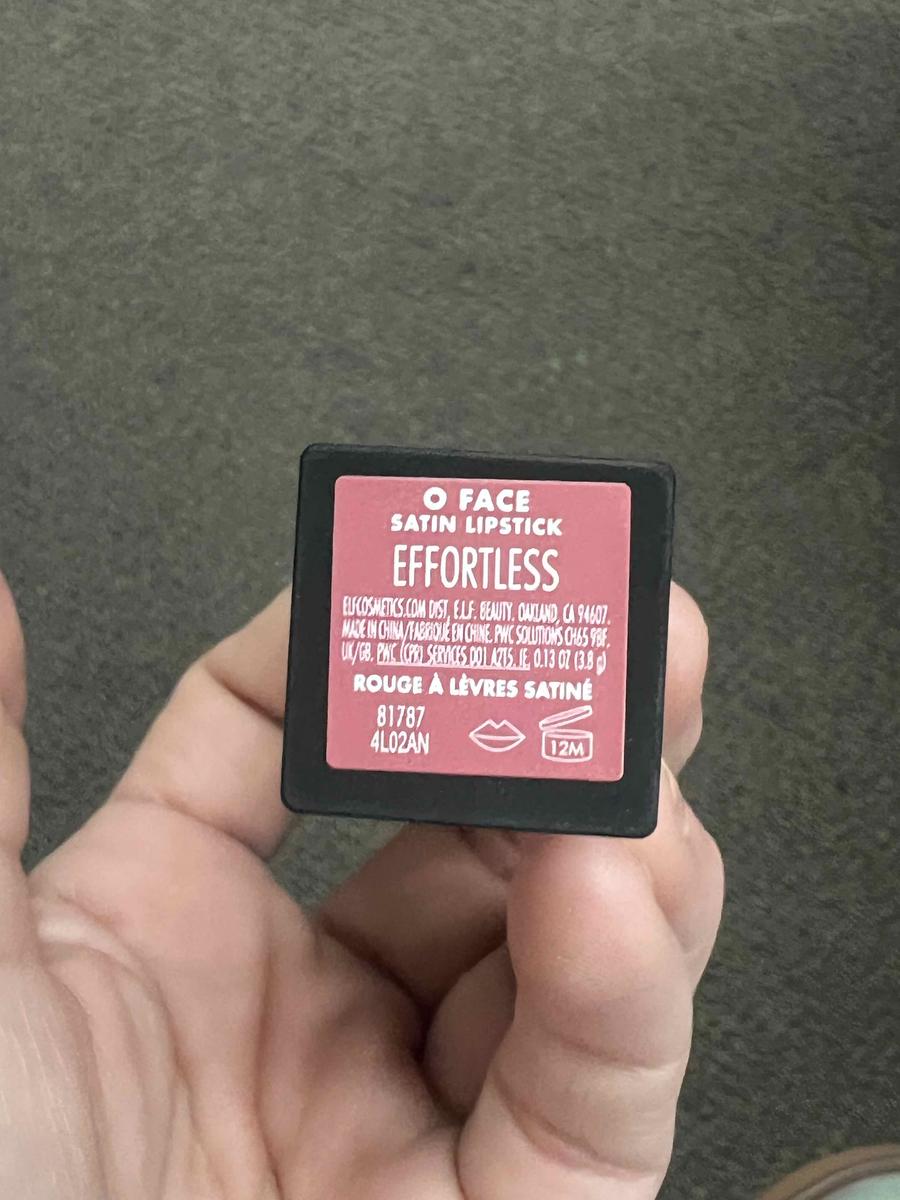 O FACE
SATIN LIPSTICK
EFFORTLESS
ELFCOSMETICS.COM DIST, E.L.F. BEAUTY. OAKLAND, CA 94607.
MADE IN CHINA/FABRIQUÉ EN CHINE. PWC SOLUTIONS CH65 9BF.
UK/GB. PWC (CPR) SERVICES D01 A2T5. IE. 0.13 OZ (3.8 g)
ROUGE À LÈVRES SATINÉ
81787
4L02AN
12M